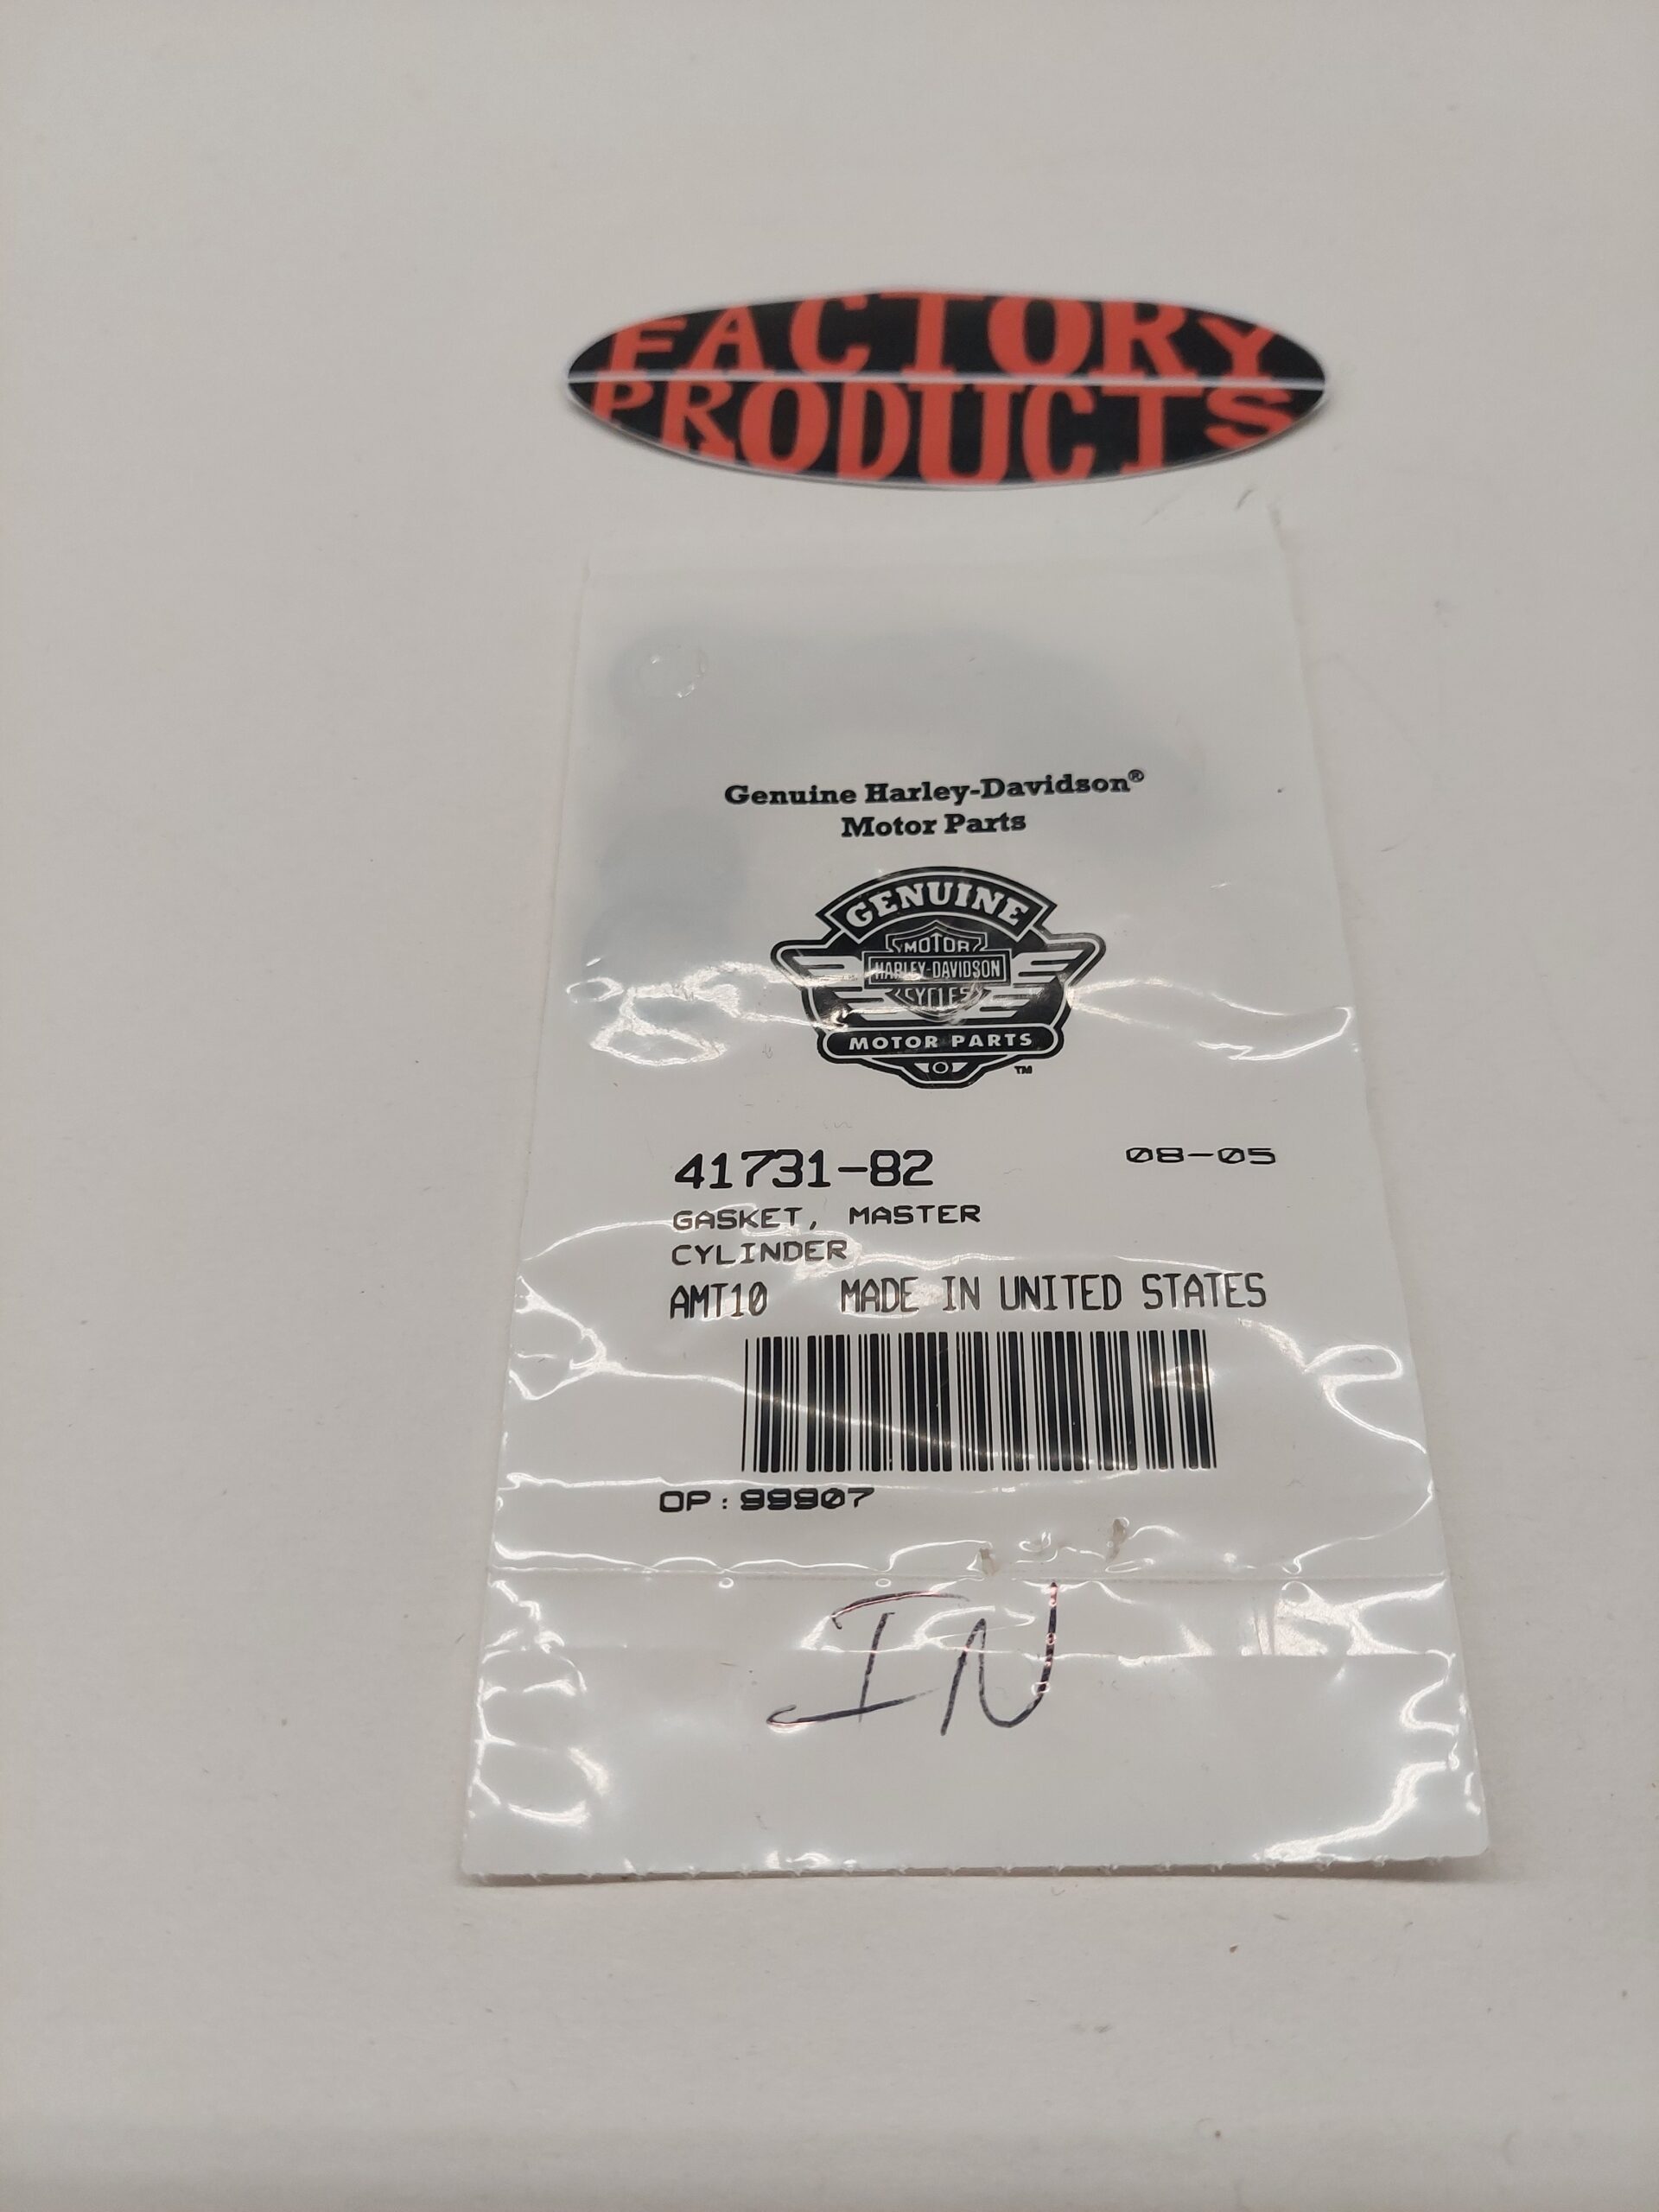 FACTORY
PRODUCTS
Genuine Harley-Davidson®
Motor Parts
GENUINE
MOTOR
HARLEY-DAVIDSON
CYCLES
MOTOR PARTS
TM
41731-82 08-05
GASKET, MASTER
CYLINDER
AMT10 MADE IN UNITED STATES
OP:99907
IN